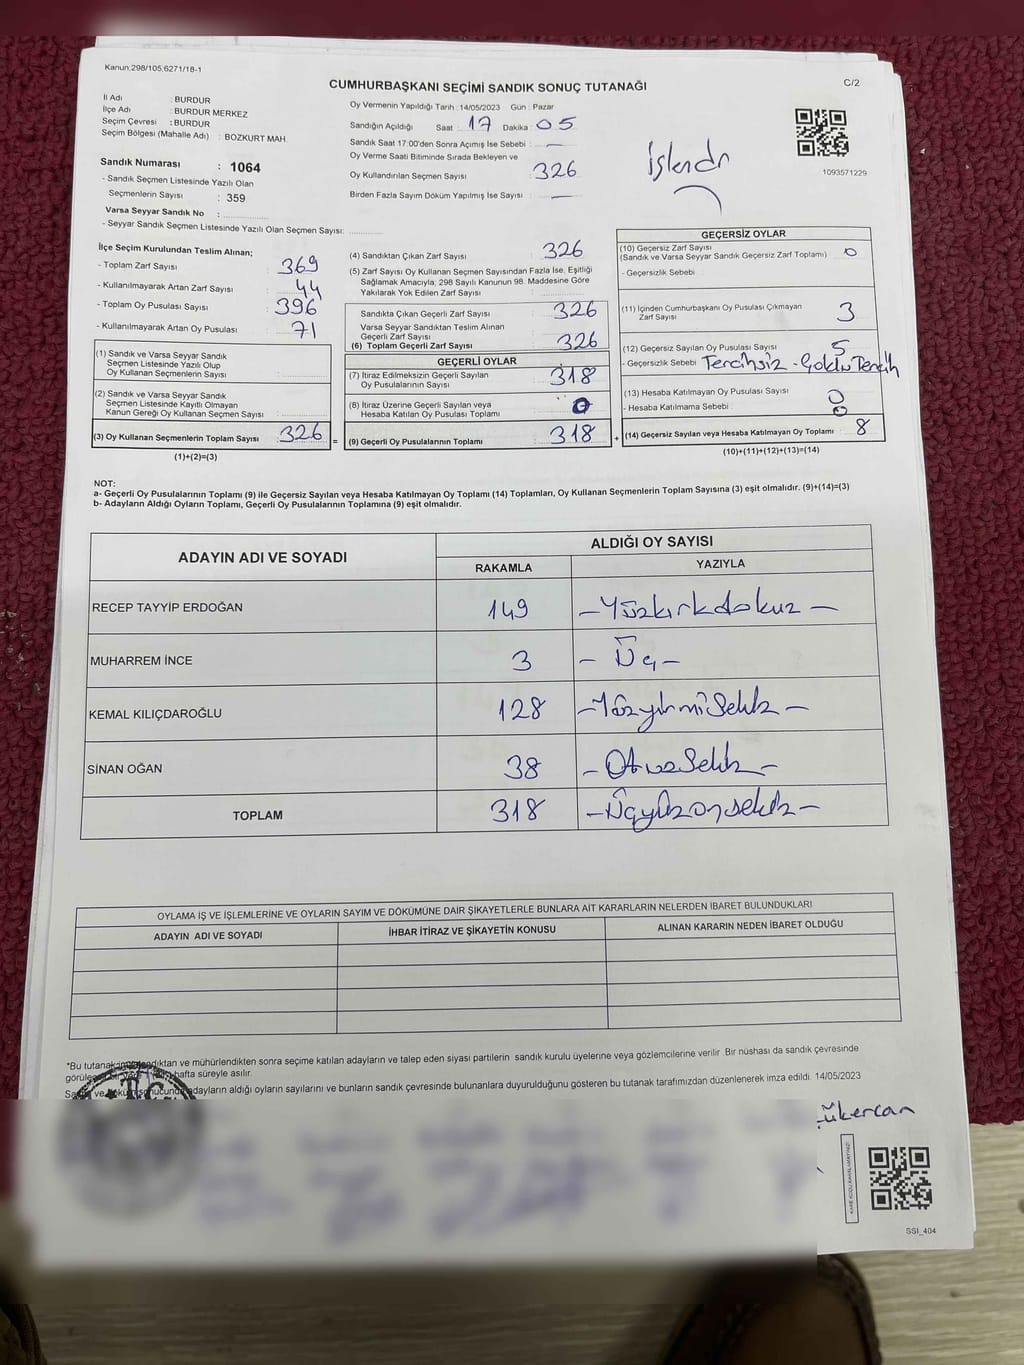 Kanun:298/105,6271/18-1
CUMHURBAŞKANI SEÇİMİ SANDIK SONUÇ TUTANAĞI
C/2
İl Adı : BURDUR
İlçe Adı : BURDUR MERKEZ
Seçim Çevresi : BURDUR
Seçim Bölgesi (Mahalle Adı) : BOZKURT MAH.
Sandık Numarası : 1064
- Sandık Seçmen Listesinde Yazılı Olan
Seçmenlerin Sayısı : 359
Varsa Seyyar Sandık No :
- Seyyar Sandık Seçmen Listesinde Yazılı Olan Seçmen Sayısı:
Oy Vermenin Yapıldığı Tarih :14/05/2023 Gün : Pazar
Sandığın Açıldığı Saat : 17 Dakika : 05
Sandık Saat 17:00'den Sonra Açımış İse Sebebi : —
Oy Verme Saati Bitiminde Sırada Bekleyen ve
Oy Kullandırılan Seçmen Sayısı : 326
Birden Fazla Sayım Döküm Yapılmış İse Sayısı : —
İşlendi
1093571229
İlçe Seçim Kurulundan Teslim Alınan;
- Toplam Zarf Sayısı : 369
- Kullanılmayarak Artan Zarf Sayısı : 44
- Toplam Oy Pusulası Sayısı : 396
- Kullanılmayarak Artan Oy Pusulası : 71
(1) Sandık ve Varsa Seyyar Sandık
Seçmen Listesinde Yazılı Olup
Oy Kullanan Seçmenlerin Sayısı :
(2) Sandık ve Varsa Seyyar Sandık
Seçmen Listesinde Kayıtlı Olmayan
Kanun Gereği Oy Kullanan Seçmen Sayısı :
(3) Oy Kullanan Seçmenlerin Toplam Sayısı : 326
(1)+(2)=(3)
(4) Sandıktan Çıkan Zarf Sayısı : 326
(5) Zarf Sayısı Oy Kullanan Seçmen Sayısından Fazla İse, Eşitliği
Sağlamak Amacıyla, 298 Sayılı Kanunun 98. Maddesine Göre
Yakılarak Yok Edilen Zarf Sayısı :
Sandıkta Çıkan Geçerli Zarf Sayısı : 326
Varsa Seyyar Sandıktan Teslim Alınan
Geçerli Zarf Sayısı :
(6) Toplam Geçerli Zarf Sayısı : 326
GEÇERLİ OYLAR
(7) İtiraz Edilmeksizin Geçerli Sayılan
Oy Pusulalarının Sayısı : 318
(8) İtiraz Üzerine Geçerli Sayılan veya
Hesaba Katılan Oy Pusulası Toplamı : 0
= (9) Geçerli Oy Pusulalarının Toplamı : 318
GEÇERSİZ OYLAR
(10) Geçersiz Zarf Sayısı
(Sandık ve Varsa Seyyar Sandık Geçersiz Zarf Toplamı) : 0
- Geçersizlik Sebebi :
(11) İçinden Cumhurbaşkanı Oy Pusulası Çıkmayan
Zarf Sayısı : 3
(12) Geçersiz Sayılan Oy Pusulası Sayısı : 5
- Geçersizlik Sebebi : Tercihsiz - Çoklu Tercih
(13) Hesaba Katılmayan Oy Pusulası Sayısı : 0
- Hesaba Katılmama Sebebi : 0
+ (14) Geçersiz Sayılan veya Hesaba Katılmayan Oy Toplamı : 8
(10)+(11)+(12)+(13)=(14)
NOT:
a- Geçerli Oy Pusulalarının Toplamı (9) ile Geçersiz Sayılan veya Hesaba Katılmayan Oy Toplamı (14) Toplamları, Oy Kullanan Seçmenlerin Toplam Sayısına (3) eşit olmalıdır. (9)+(14)=(3)
b- Adayların Aldığı Oyların Toplamı, Geçerli Oy Pusulalarının Toplamına (9) eşit olmalıdır.
ADAYIN ADI VE SOYADI
ALDIĞI OY SAYISI
RAKAMLA YAZIYLA
RECEP TAYYİP ERDOĞAN 149 - Yüzkırkdokuz -
MUHARREM İNCE 3 - Üç -
KEMAL KILIÇDAROĞLU 128 - Yüzyirmi Sekiz -
SİNAN OĞAN 38 - Otuz Sekiz -
TOPLAM 318 - Üçyüz on sekiz -
OYLAMA İŞ VE İŞLEMLERİNE VE OYLARIN SAYIM VE DÖKÜMÜNE DAİR ŞİKAYETLERLE BUNLARA AİT KARARLARIN NELERDEN İBARET BULUNDUKLARI
ADAYIN ADI VE SOYADI İHBAR İTİRAZ VE ŞİKAYETİN KONUSU ALINAN KARARIN NEDEN İBARET OLDUĞU
*Bu tutanak ve mühürlendikten sonra seçime katılan adayların ve talep eden siyasi partilerin sandık kurulu üyelerine veya gözlemcilerine verilir. Bir nüshası da sandık çevresinde
hafta süreyle asılır.
adayların aldığı oyların sayılarını ve bunların sandık çevresinde bulunanlara duyurulduğunu gösteren bu tutanak tarafımızdan düzenlenerek imza edildi. 14/05/2023
SSI_404